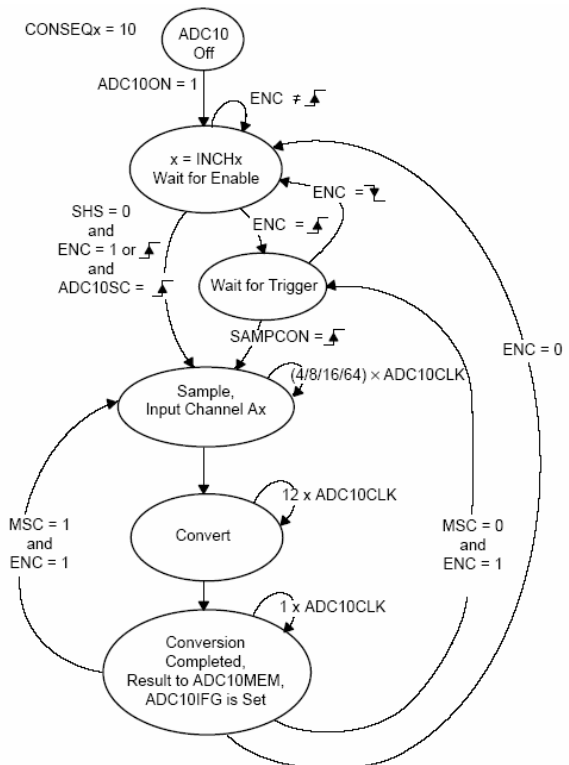 CONSEQx = 10
ADC10
Off
ADC10ON = 1
ENC ≠
x = INCHx
Wait for Enable
SHS = 0
and
ENC = 1 or
and
ADC10SC =
ENC =
ENC =
Wait for Trigger
SAMPCON =
ENC = 0
(4/8/16/64) × ADC10CLK
Sample,
Input Channel Ax
12 x ADC10CLK
Convert
MSC = 1
and
ENC = 1
MSC = 0
and
ENC = 1
1 x ADC10CLK
Conversion
Completed,
Result to ADC10MEM,
ADC10IFG is Set